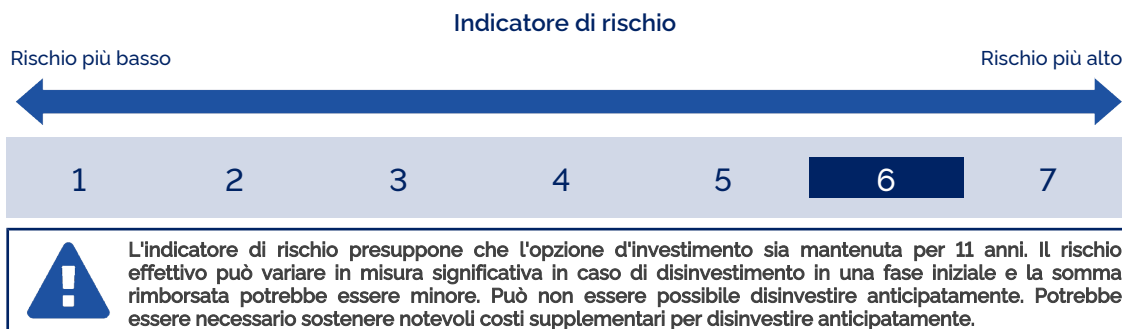 Indicatore di rischio
Rischio più basso
Rischio più alto
1 2 3 4 5 6 7
L'indicatore di rischio presuppone che l'opzione d'investimento sia mantenuta per 11 anni. Il rischio
effettivo può variare in misura significativa in caso di disinvestimento in una fase iniziale e la somma
rimborsata potrebbe essere minore. Può non essere possibile disinvestire anticipatamente. Potrebbe
essere necessario sostenere notevoli costi supplementari per disinvestire anticipatamente.